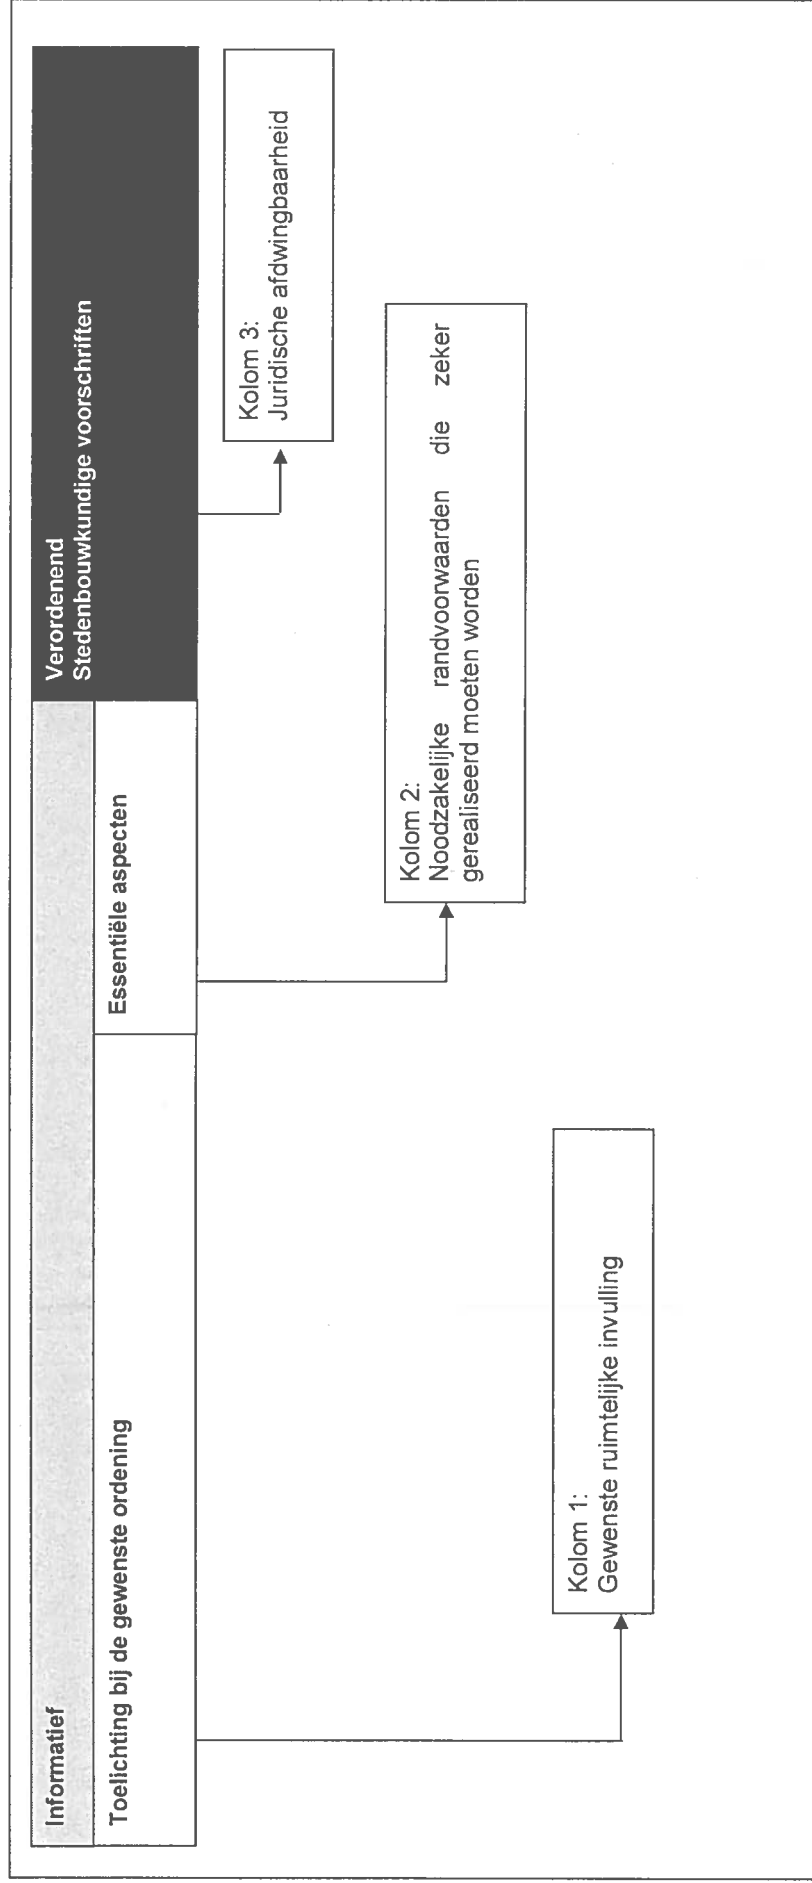 Informatief
Verordenend
Stedenbouwkundige voorschriften
Toelichting bij de gewenste ordening
Essentiële aspecten
Kolom 3:
Juridische afdwingbaarheid
Kolom 2:
Noodzakelijke randvoorwaarden die zeker
gerealiseerd moeten worden
Kolom 1:
Gewenste ruimtelijke invulling